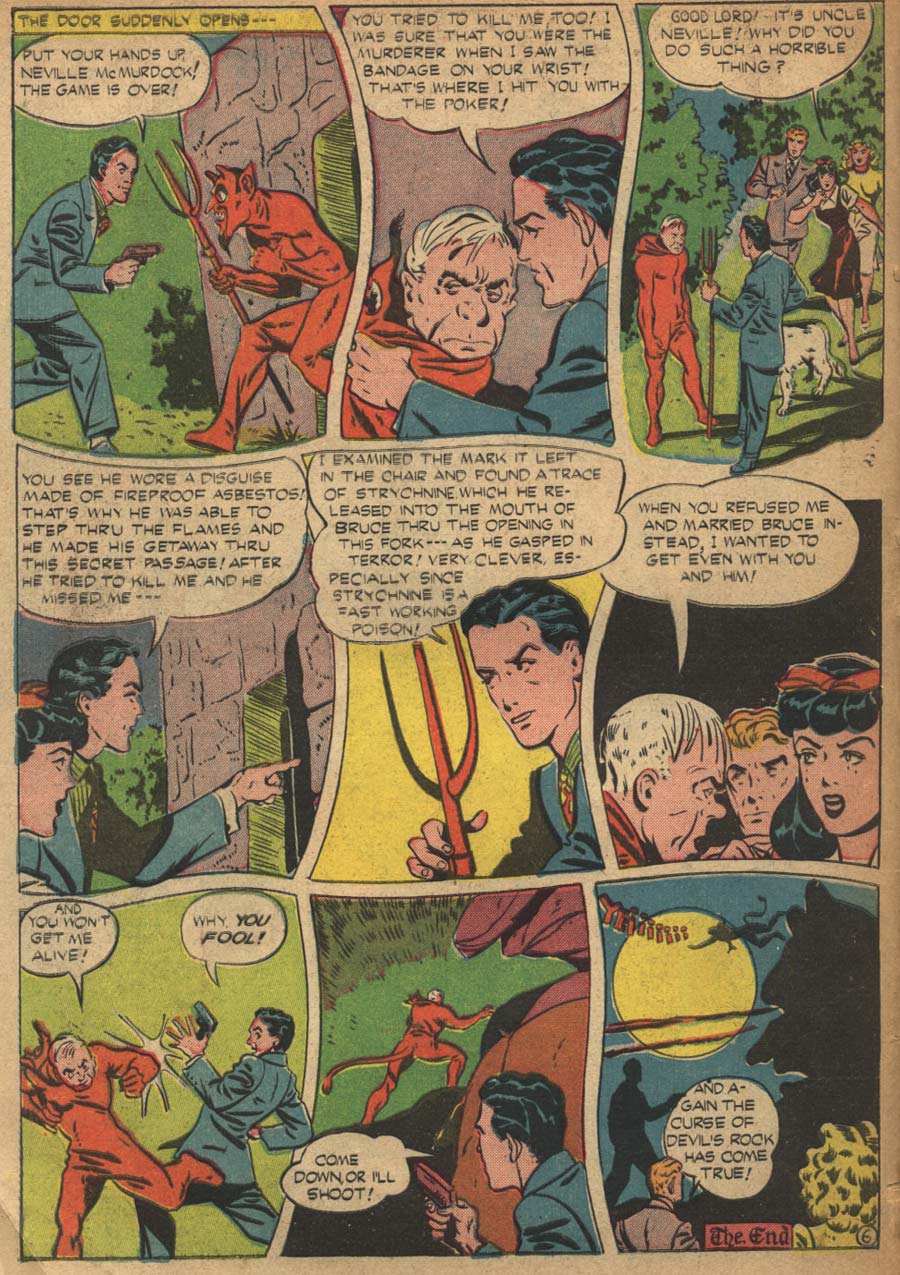 THE DOOR SUDDENLY OPENS---
PUT YOUR HANDS UP,
NEVILLE McMURDOCK!
THE GAME IS OVER!
YOU TRIED TO KILL ME, TOO! I
WAS SURE THAT YOU WERE THE
MURDERER WHEN I SAW THE
BANDAGE ON YOUR WRIST!
THAT'S WHERE I HIT YOU WITH
THE POKER!
GOOD LORD! IT'S UNCLE
NEVILLE! WHY DID YOU
DO SUCH A HORRIBLE
THING?
YOU SEE HE WORE A DISGUISE
MADE OF FIREPROOF ASBESTOS!
THAT'S WHY HE WAS ABLE TO
STEP THRU THE FLAMES AND
HE MADE HIS GETAWAY THRU
THIS SECRET PASSAGE! AFTER
HE TRIED TO KILL ME AND HE
MISSED ME ---
I EXAMINED THE MARK IT LEFT
IN THE CHAIR AND FOUND A TRACE
OF STRYCHNINE, WHICH HE RE-
LEASED INTO THE MOUTH OF
BRUCE THRU THE OPENING IN
THIS FORK--- AS HE GASPED IN
TERROR! VERY CLEVER, ES-
PECIALLY SINCE
STRYCHNINE IS A
FAST WORKING
POISON!
WHEN YOU REFUSED ME
AND MARRIED BRUCE IN-
STEAD, I WANTED TO
GET EVEN WITH YOU
AND HIM!
AND
YOU WON'T
GET ME
ALIVE!
WHY, YOU
FOOL!
COME
DOWN, OR I'LL
SHOOT!
AND A-
GAIN THE
CURSE OF
DEVIL'S ROCK
HAS COME
TRUE!
The End
6